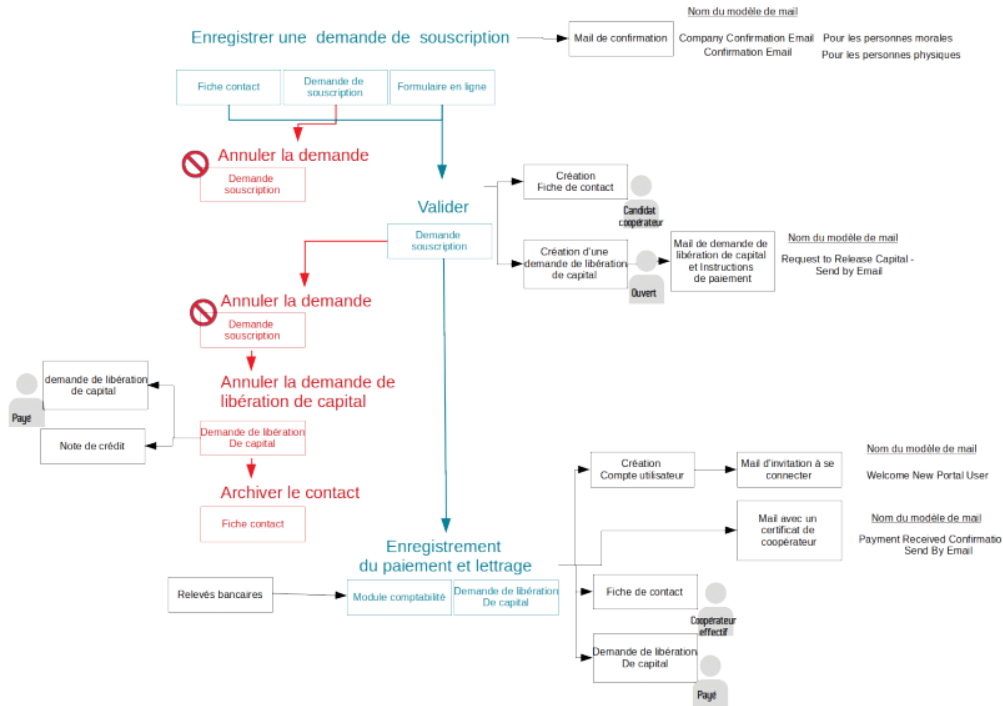 Nom du modèle de mail
Enregistrer une demande de souscription
Mail de confirmation
Company Confirmation Email
Pour les personnes morales
Confirmation Email
Pour les personnes physiques
Fiche contact
Demande de
souscription
Formulaire en ligne
Annuler la demande
Demande
souscription
Création
Fiche de contact
Candidat
coopérateur
Valider
Demande
souscription
Création d'une
demande de libération
de capital
Ouvert
Mail de demande de
libération de capital
et Instructions
de paiement
Nom du modèle de mail
Request to Release Capital -
Send by Email
Annuler la demande
Demande
souscription
Annuler la demande de
libération de capital
demande de libération
de capital
Payé
Note de crédit
Demande de libération
De capital
Archiver le contact
Fiche contact
Création
Compte utilisateur
Mail d'invitation à se
connecter
Nom du modèle de mail
Welcome New Portal User
Mail avec un
certificat de
coopérateur
Nom du modèle de mail
Payment Received Confirmatio
Send By Email
Enregistrement
du paiement et lettrage
Relevés bancaires
Module comptabilité
Demande de libération
De capital
Fiche de contact
Coopérateur
effectif
Demande de libération
De capital
Payé